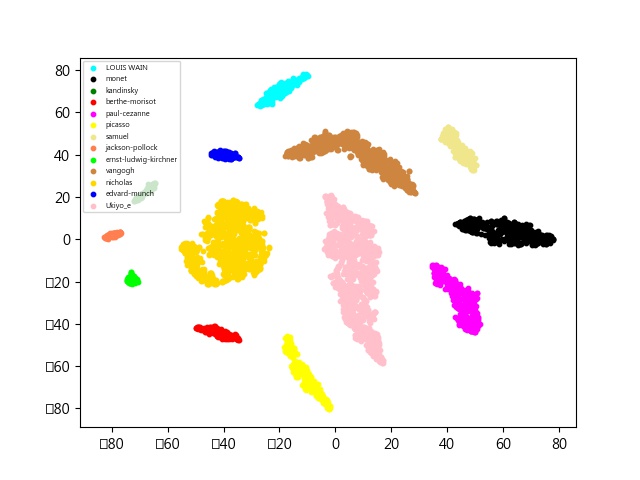 80
60
40
20
0
▯20
▯40
▯60
▯80
LOUIS WAIN
monet
kandinsky
berthe-morisot
paul-cezanne
picasso
samuel
jackson-pollock
ernst-ludwig-kirchner
vangogh
nicholas
edvard-munch
Ukiyo_e
▯80 ▯60 ▯40 ▯20 0 20 40 60 80